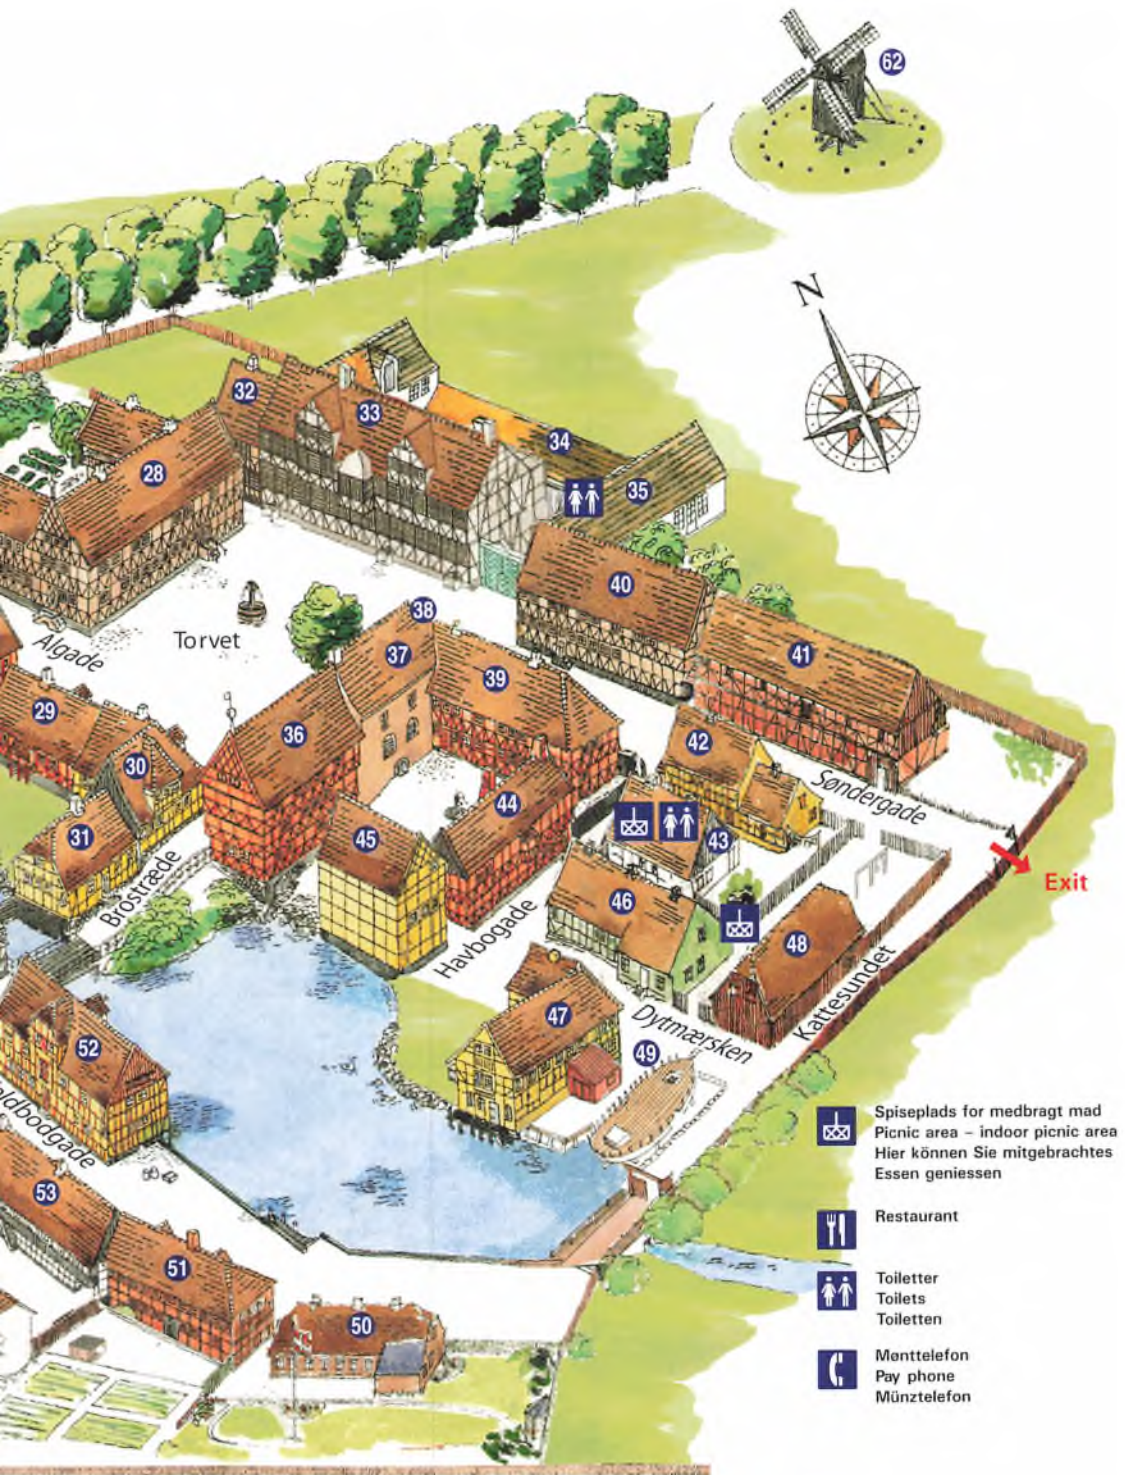 62
N
32
33
34
28
35
40
38
Torvet
Algade
37
41
39
29
36
42
30
Søndergade
44
31
45
43
Exit
46
Brostræde
Havbogade
48
Kattesundet
47
Dytmærsken
52
49
Spiseplads for medbragt mad
Picnic area – indoor picnic area
Hier können Sie mitgebrachtes
Essen geniessen
oldbodgade
53
Restaurant
51
Toiletter
Toilets
Toiletten
50
Mønttelefon
Pay phone
Münztelefon